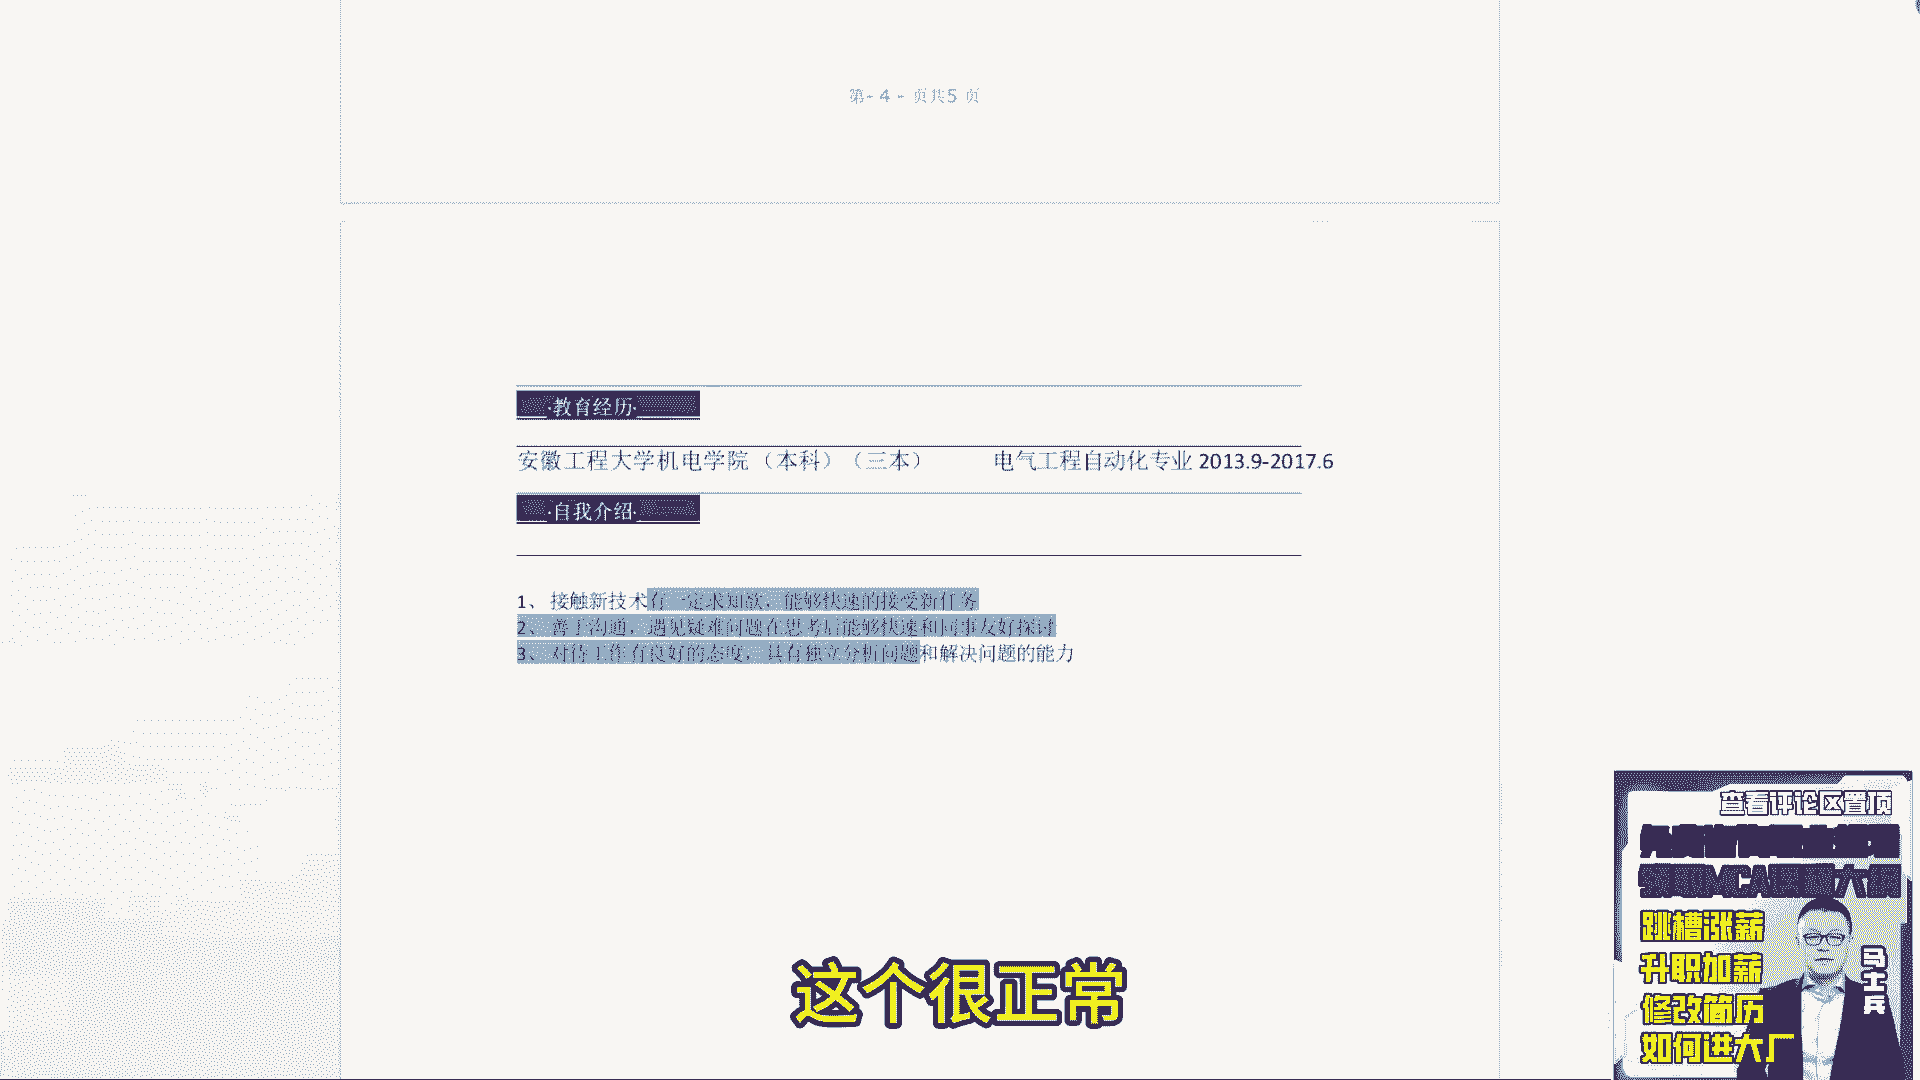 第- 4 - 页共5 页
·教育经历·
安徽工程大学机电学院（本科）（三本） 电气工程自动化专业 2013.9-2017.6
·自我介绍·
1、 接触新技术有一定求知欲，能够快速的接受新任务
2、 善于沟通，遇见疑难问题在思考后能够快速和同事友好探讨
3、 对待工作有良好的态度，具有独立分析问题和解决问题的能力
这个很正常
查看评论区置顶
跳槽涨薪
升职加薪
修改简历
如何进大厂
马士兵